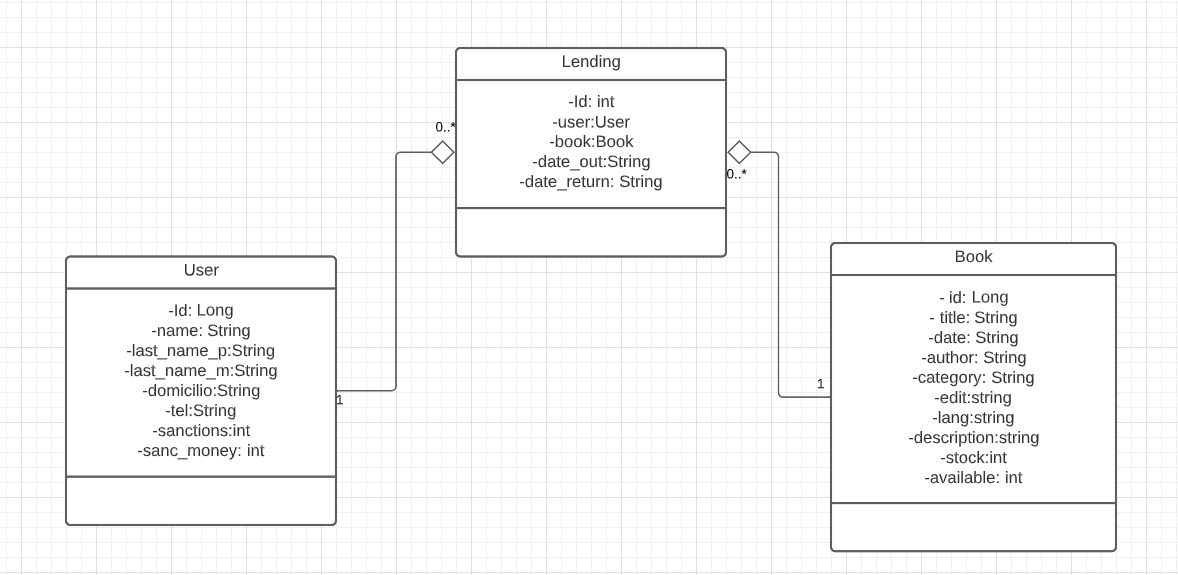 Lending
-Id: int
-user:User
-book:Book
-date_out:String
-date_return: String
0..*
0..*
User
-Id: Long
-name: String
-last_name_p:String
-last_name_m:String
-domicilio:String
-tel:String
-sanctions:int
-sanc_money: int
1
1
Book
- id: Long
- title: String
-date: String
-author: String
-category: String
-edit:string
-lang:string
-description:string
-stock:int
-available: int